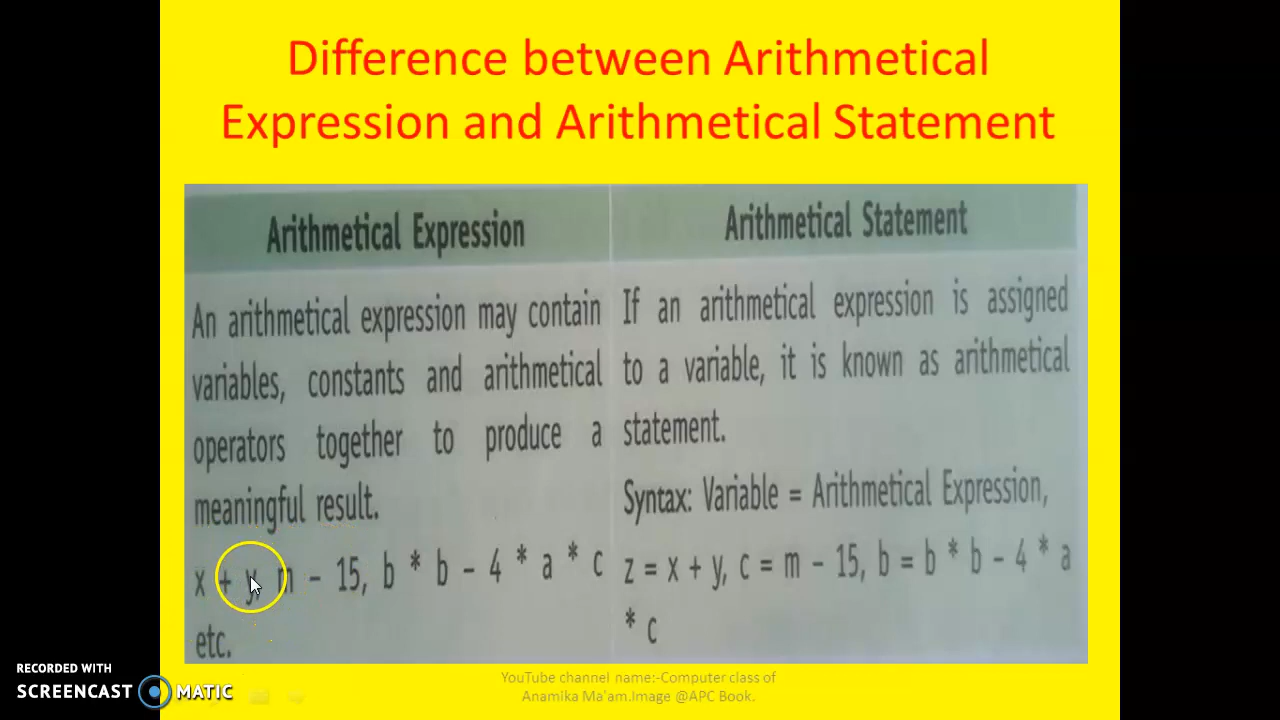 Difference between Arithmetical
Expression and Arithmetical Statement
Arithmetical Expression
An arithmetical expression may contain
variables, constants and arithmetical
operators together to produce a
meaningful result.
x + y, m – 15, b * b – 4 * a * c
etc.
Arithmetical Statement
If an arithmetical expression is assigned
to a variable, it is known as arithmetical
statement.
Syntax: Variable = Arithmetical Expression,
z = x + y, c = m – 15, b = b * b – 4 * a
* c
YouTube channel name:-Computer class of
Anamika Ma'am.Image @APC Book.
RECORDED WITH
SCREENCAST MATIC